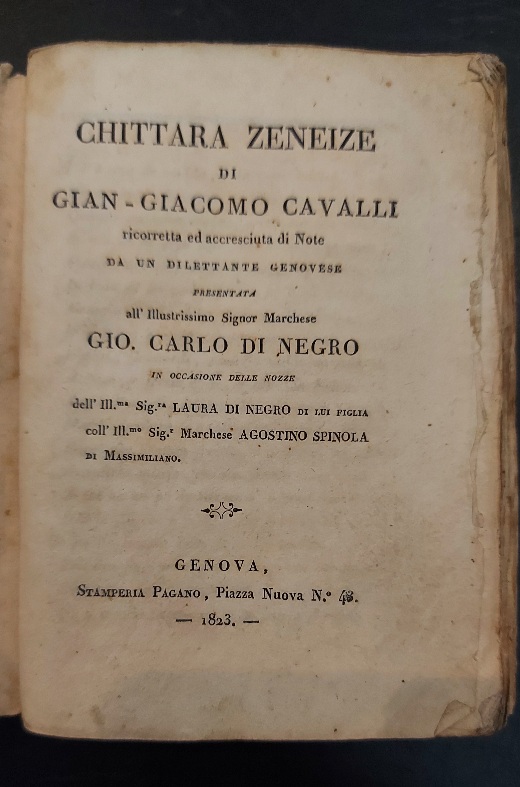 CHITTARA ZENEIZE
DI
GIAN - GIACOMO CAVALLI
ricorretta ed accresciuta di Note
DA UN DILETTANTE GENOVESE
PRESENTATA
all' Illustrissimo Signor Marchese
GIO. CARLO DI NEGRO
IN OCCASIONE DELLE NOZZE
dell' Ill.ma Sig.ra LAURA DI NEGRO DI LUI FIGLIA
coll' Ill.mo Sig.r Marchese AGOSTINO SPINOLA
DI MASSIMILIANO.
GENOVA,
STAMPERIA PAGANO, Piazza Nuova N.° 43.
— 1823. —